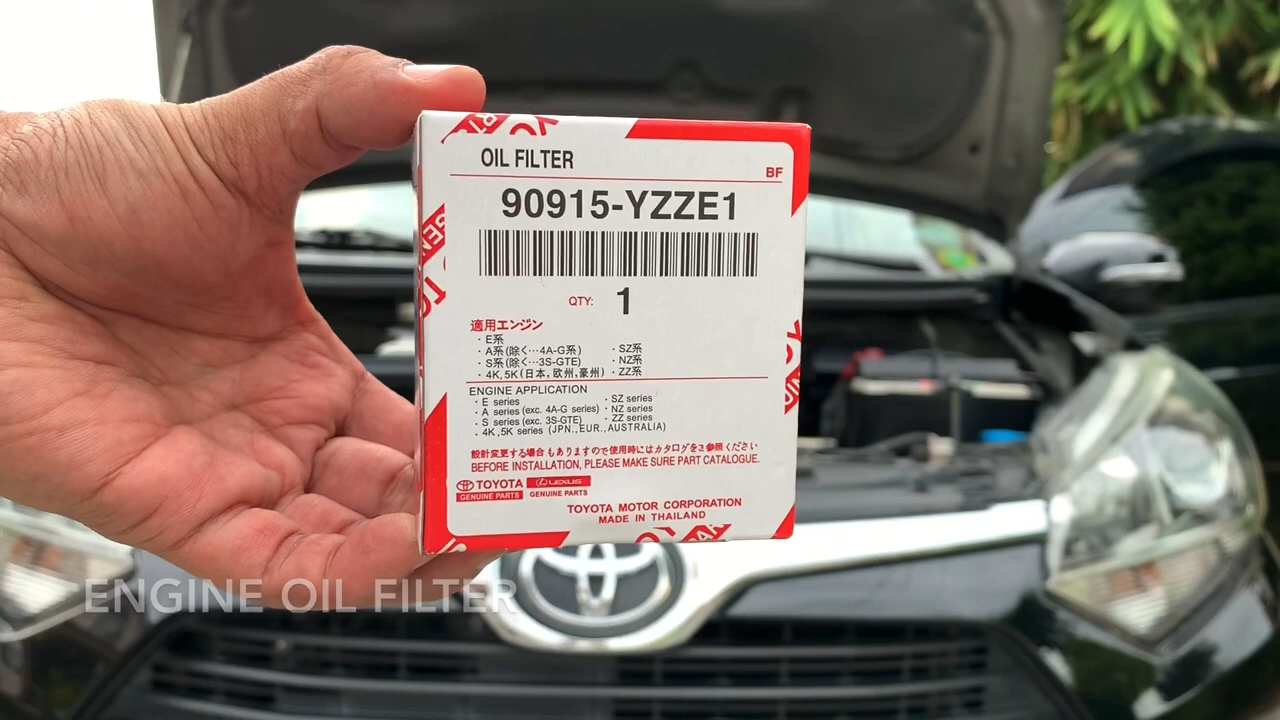 OIL FILTER
BF
90915-YZZE1
QTY: 1
適用エンジン
・E系
・A系(除く…4A-G系) ・SZ系
・S系(除く…3S-GTE) ・NZ系
・4K,5K(日本,欧州,豪州) ・ZZ系
ENGINE APPLICATION
・E series ・SZ series
・A series (exc. 4A-G series) ・NZ series
・S series (exc. 3S-GTE) ・ZZ series
・4K,5K series (JPN.,EUR.,AUSTRALIA)
設計変更する場合もありますので使用時にはカタログをご参照ください
BEFORE INSTALLATION, PLEASE MAKE SURE PART CATALOGUE.
TOYOTA LEXUS
GENUINE PARTS GENUINE PARTS
TOYOTA MOTOR CORPORATION
MADE IN THAILAND
ENGINE OIL FILTER